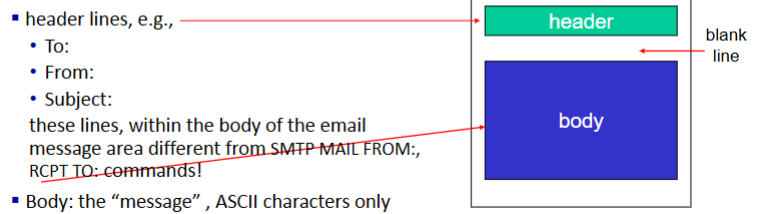 header lines, e.g.,
To:
From:
Subject:
these lines, within the body of the email
message area different from SMTP MAIL FROM:,
RCPT TO: commands!
Body: the “message” , ASCII characters only
header
blank
line
body